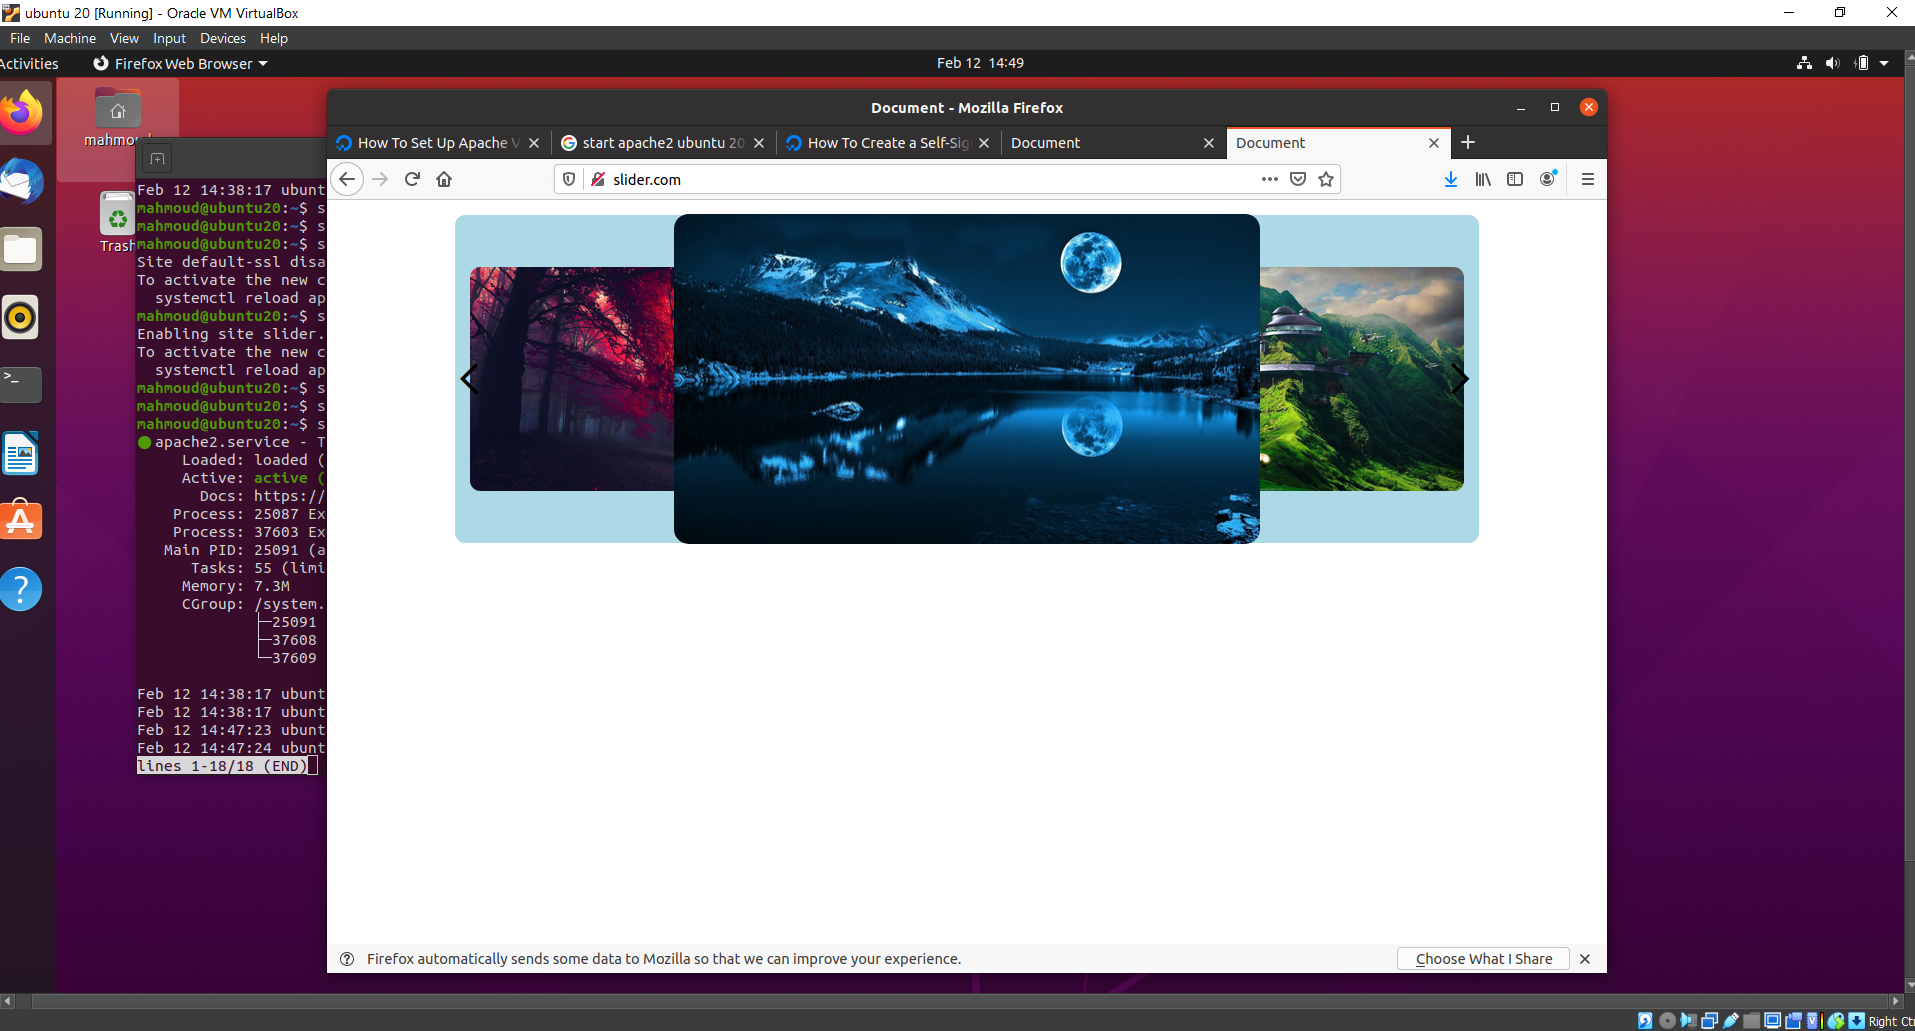 ubuntu 20 [Running] - Oracle VM VirtualBox
File Machine View Input Devices Help
Activities Firefox Web Browser Feb 12 14:49
mahmoud
Trash
Feb 12 14:38:17 ubunt
mahmoud@ubuntu20:~$ s
mahmoud@ubuntu20:~$ s
mahmoud@ubuntu20:~$ s
Site default-ssl disa
To activate the new c
systemctl reload ap
mahmoud@ubuntu20:~$ s
Enabling site slider.
To activate the new c
systemctl reload ap
mahmoud@ubuntu20:~$ s
mahmoud@ubuntu20:~$ s
mahmoud@ubuntu20:~$ s
apache2.service - T
Loaded: loaded (
Active: active (
Docs: https://
Process: 25087 Ex
Process: 37603 Ex
Main PID: 25091 (a
Tasks: 55 (limi
Memory: 7.3M
CGroup: /system.
├─25091
├─37608
└─37609
Feb 12 14:38:17 ubunt
Feb 12 14:38:17 ubunt
Feb 12 14:47:23 ubunt
Feb 12 14:47:24 ubunt
lines 1-18/18 (END)
Document - Mozilla Firefox
How To Set Up Apache V start apache2 ubuntu 20. How To Create a Self-Sig Document Document
slider.com
Firefox automatically sends some data to Mozilla so that we can improve your experience. Choose What I Share
Right Ct